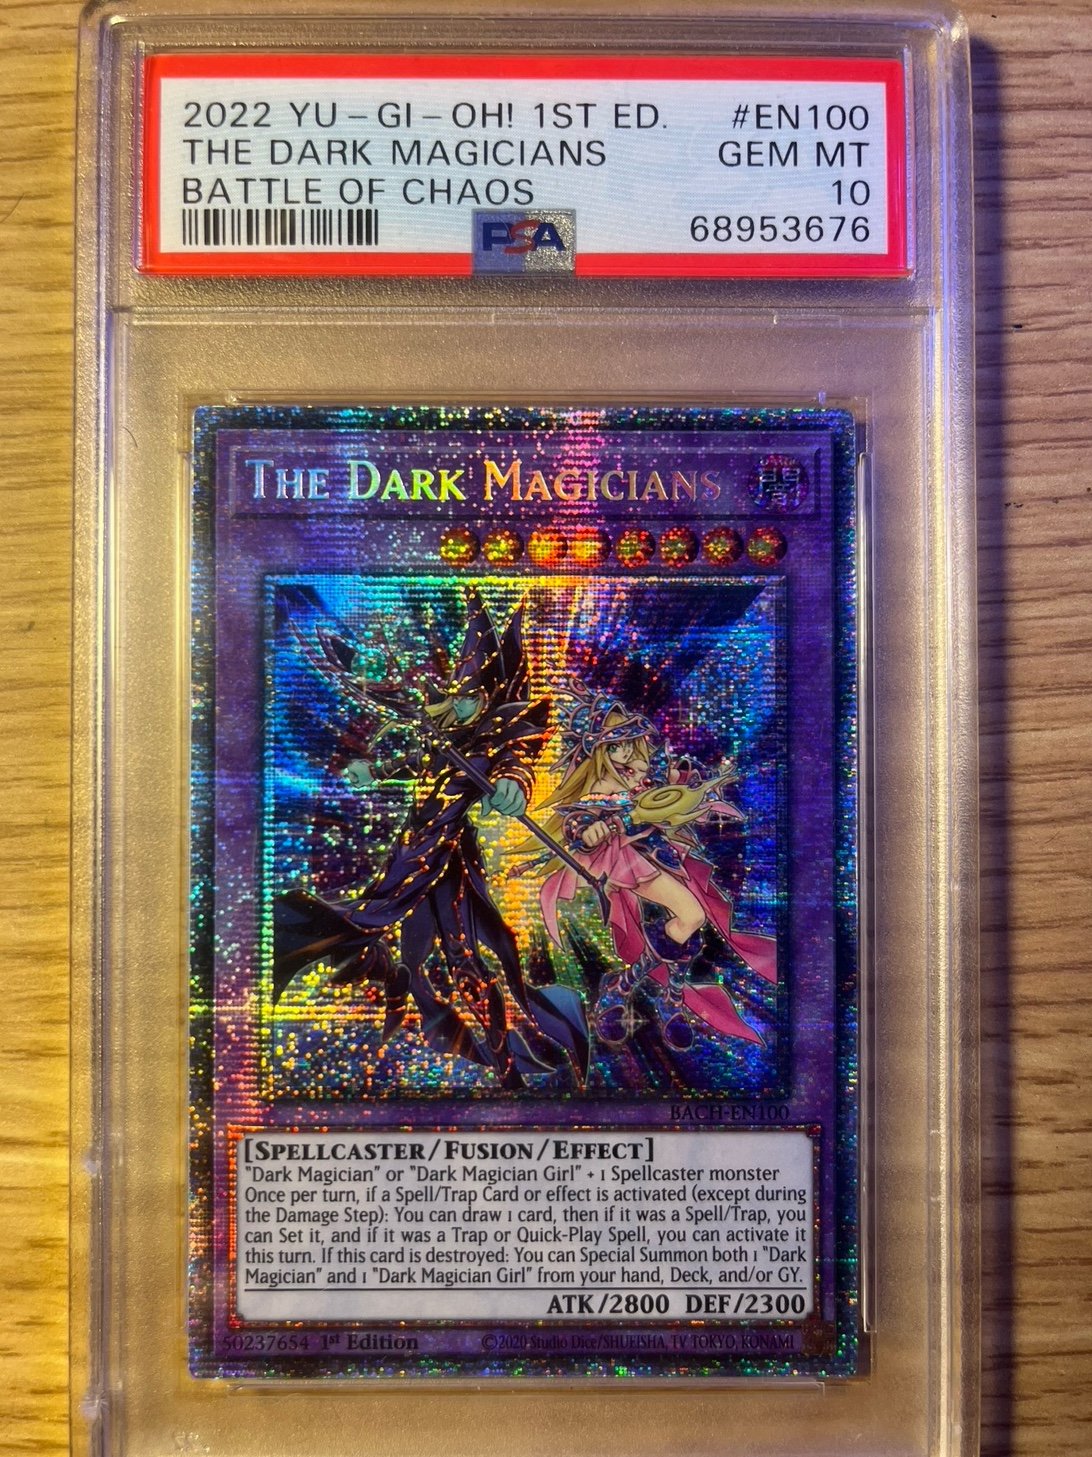 2022 YU-GI-OH! 1ST ED. #EN100
THE DARK MAGICIANS GEM MT
BATTLE OF CHAOS 10
PSA 68953676
THE DARK MAGICIANS 闇
BACH-EN100
[SPELLCASTER/FUSION/EFFECT]
"Dark Magician" or "Dark Magician Girl" + 1 Spellcaster monster
Once per turn, if a Spell/Trap Card or effect is activated (except during
the Damage Step): You can draw 1 card, then if it was a Spell/Trap, you
can Set it, and if it was a Trap or Quick-Play Spell, you can activate it
this turn. If this card is destroyed: You can Special Summon both 1 "Dark
Magician" and 1 "Dark Magician Girl" from your hand, Deck, and/or GY.
ATK/2800 DEF/2300
50237654 1st Edition ©2020 Studio Dice/SHUEISHA, TV TOKYO, KONAMI